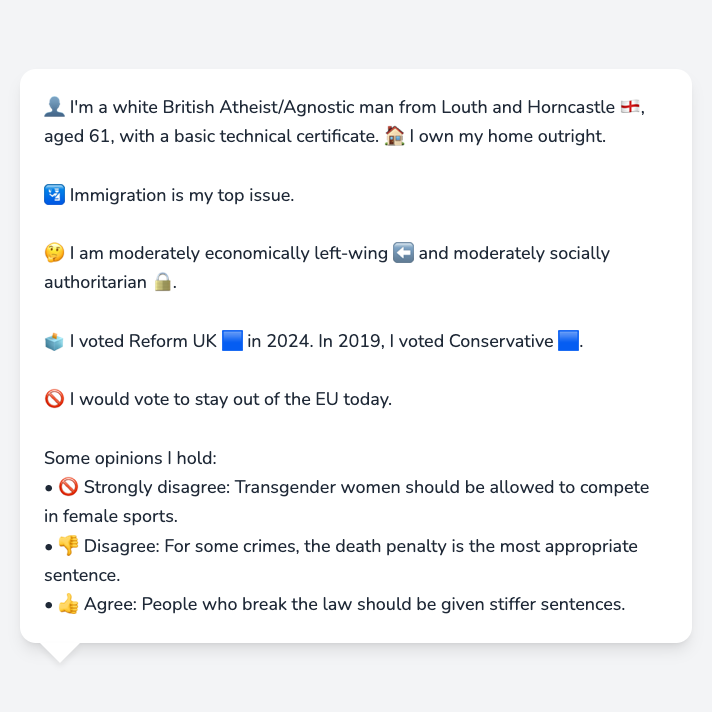 👤 I'm a white British Atheist/Agnostic man from Louth and Horncastle 🏴󠁧󠁢󠁥󠁮󠁧󠁿,
aged 61, with a basic technical certificate. 🏠 I own my home outright.
🛂 Immigration is my top issue.
🤔 I am moderately economically left-wing ⬅️ and moderately socially
authoritarian 🔒.
🗳️ I voted Reform UK 🟦 in 2024. In 2019, I voted Conservative 🟦.
🚫 I would vote to stay out of the EU today.
Some opinions I hold:
• 🚫 Strongly disagree: Transgender women should be allowed to compete
in female sports.
• 👎 Disagree: For some crimes, the death penalty is the most appropriate
sentence.
• 👍 Agree: People who break the law should be given stiffer sentences.